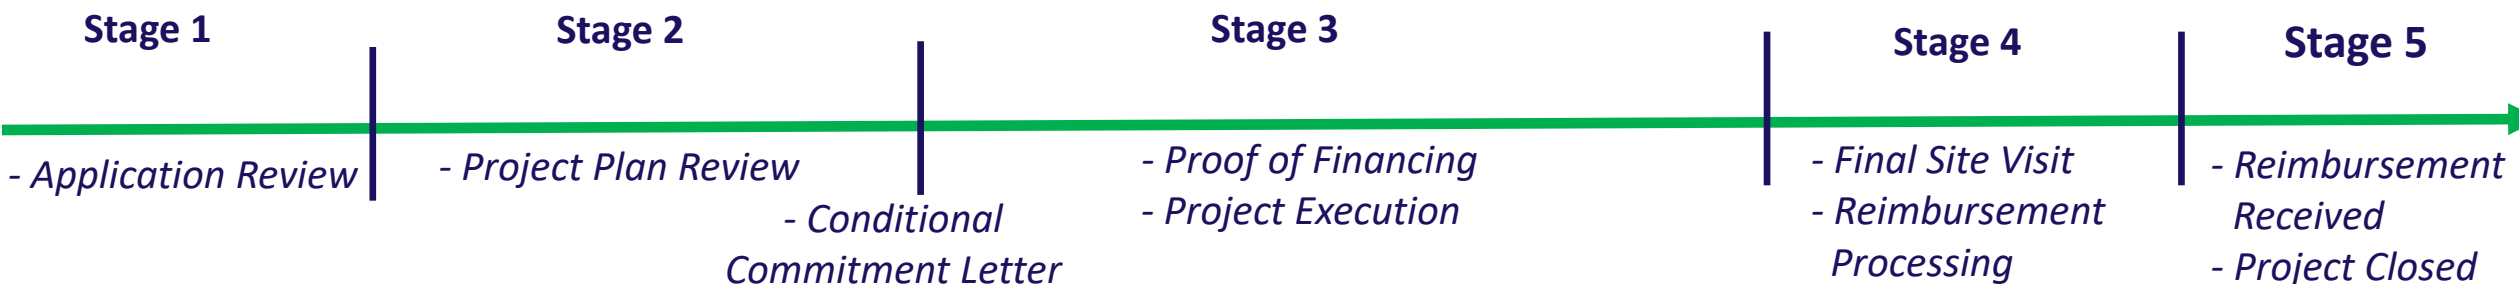 Stage 1
Stage 2
Stage 3
Stage 4
Stage 5
- Application Review
- Project Plan Review
- Conditional
Commitment Letter
- Proof of Financing
- Project Execution
- Final Site Visit
- Reimbursement
Processing
- Reimbursement
Received
- Project Closed